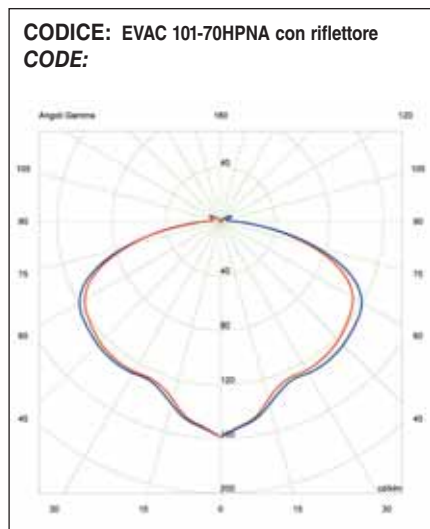 CODICE: EVAC 101-70HPNA con riflettore
CODE:
Angoli Gamma 180 120
105 40 105
90 90
75 40 75
80
60 60
120
45 160 45
200 cd/klm
30 15 0 15 30